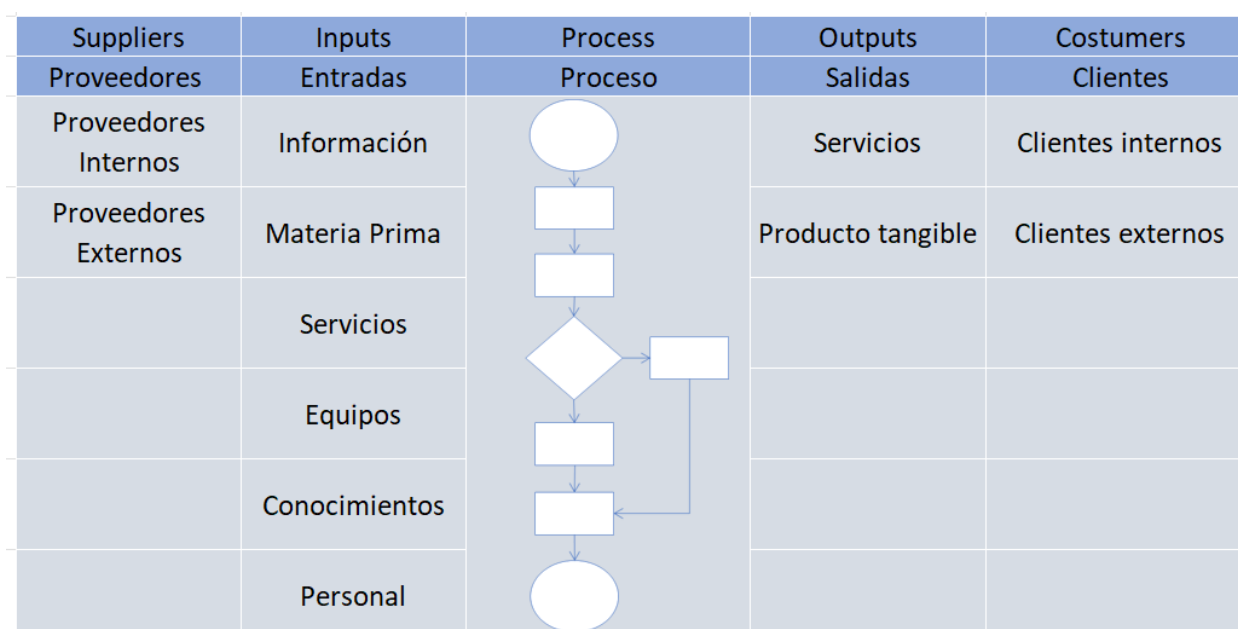 Suppliers Inputs Process Outputs Costumers
Proveedores Entradas Proceso Salidas Clientes
Proveedores
Internos
Información
Servicios
Clientes internos
Proveedores
Externos
Materia Prima
Producto tangible
Clientes externos
Servicios
Equipos
Conocimientos
Personal